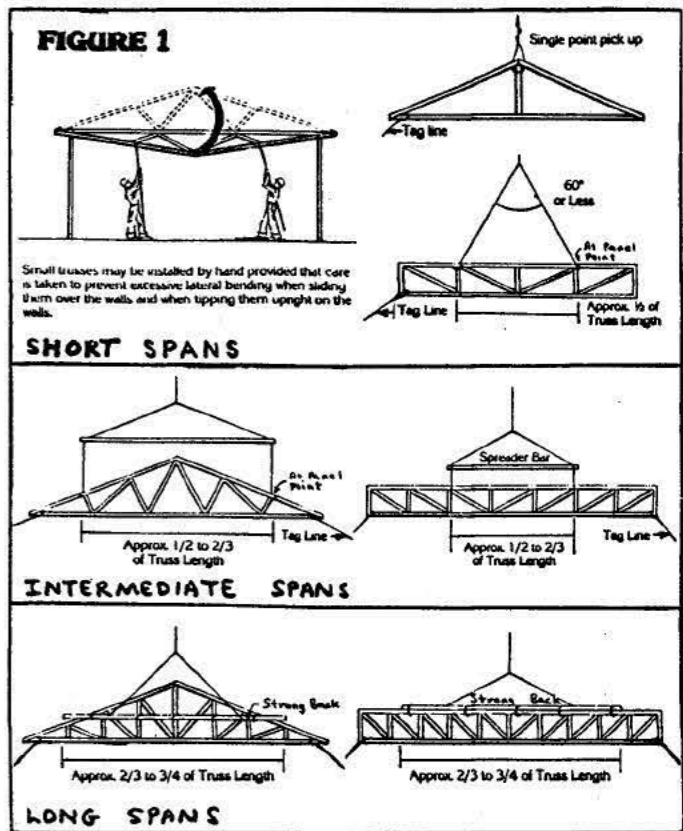 FIGURE 1
Single point pick up
Tag line
60°
or Less
At Panel
Point
Small trusses may be installed by hand provided that care
is taken to prevent excessive lateral bending when sliding
them over the walls and when tipping them upright on the
walls.
Tag Line
Approx. ½ of
Truss Length
SHORT SPANS
At Panel
Point
Approx. 1/2 to 2/3
of Truss Length
Tag Line
Spreader Bar
Approx. 1/2 to 2/3
of Truss Length
Tag Line
INTERMEDIATE SPANS
Strong Back
Approx. 2/3 to 3/4 of Truss Length
Strong Back
Approx. 2/3 to 3/4 of Truss Length
LONG SPANS